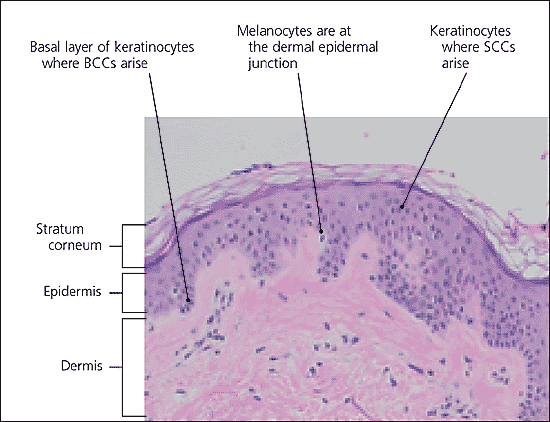 Basal layer of keratinocytes
where BCCs arise
Melanocytes are at
the dermal epidermal
junction
Keratinocytes
where SCCs
arise
Stratum
corneum
Epidermis
Dermis